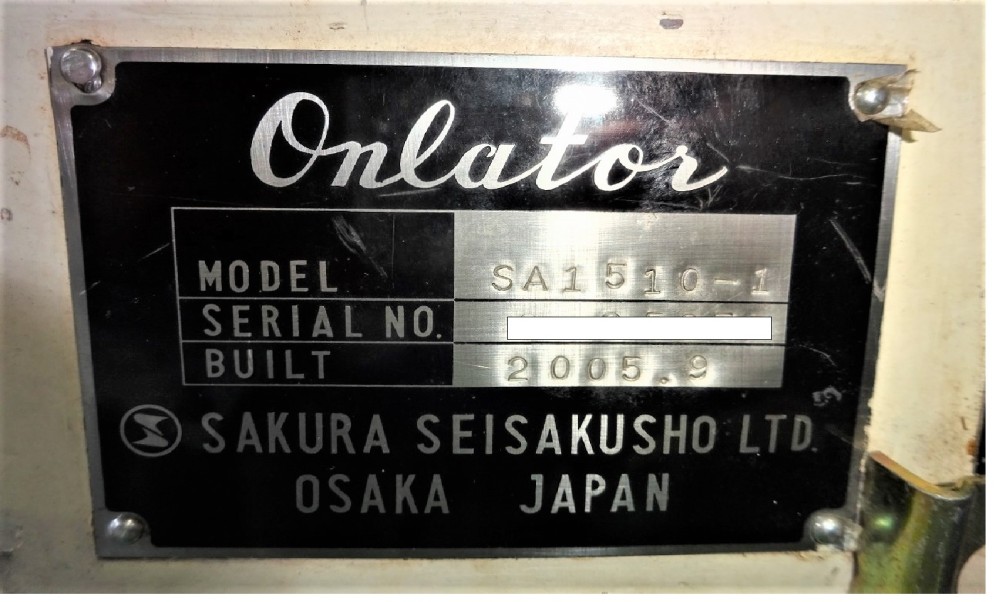 Onlator
MODEL SA1510-1
SERIAL NO.
BUILT 2005.9
SAKURA SEISAKUSHO LTD.
OSAKA JAPAN